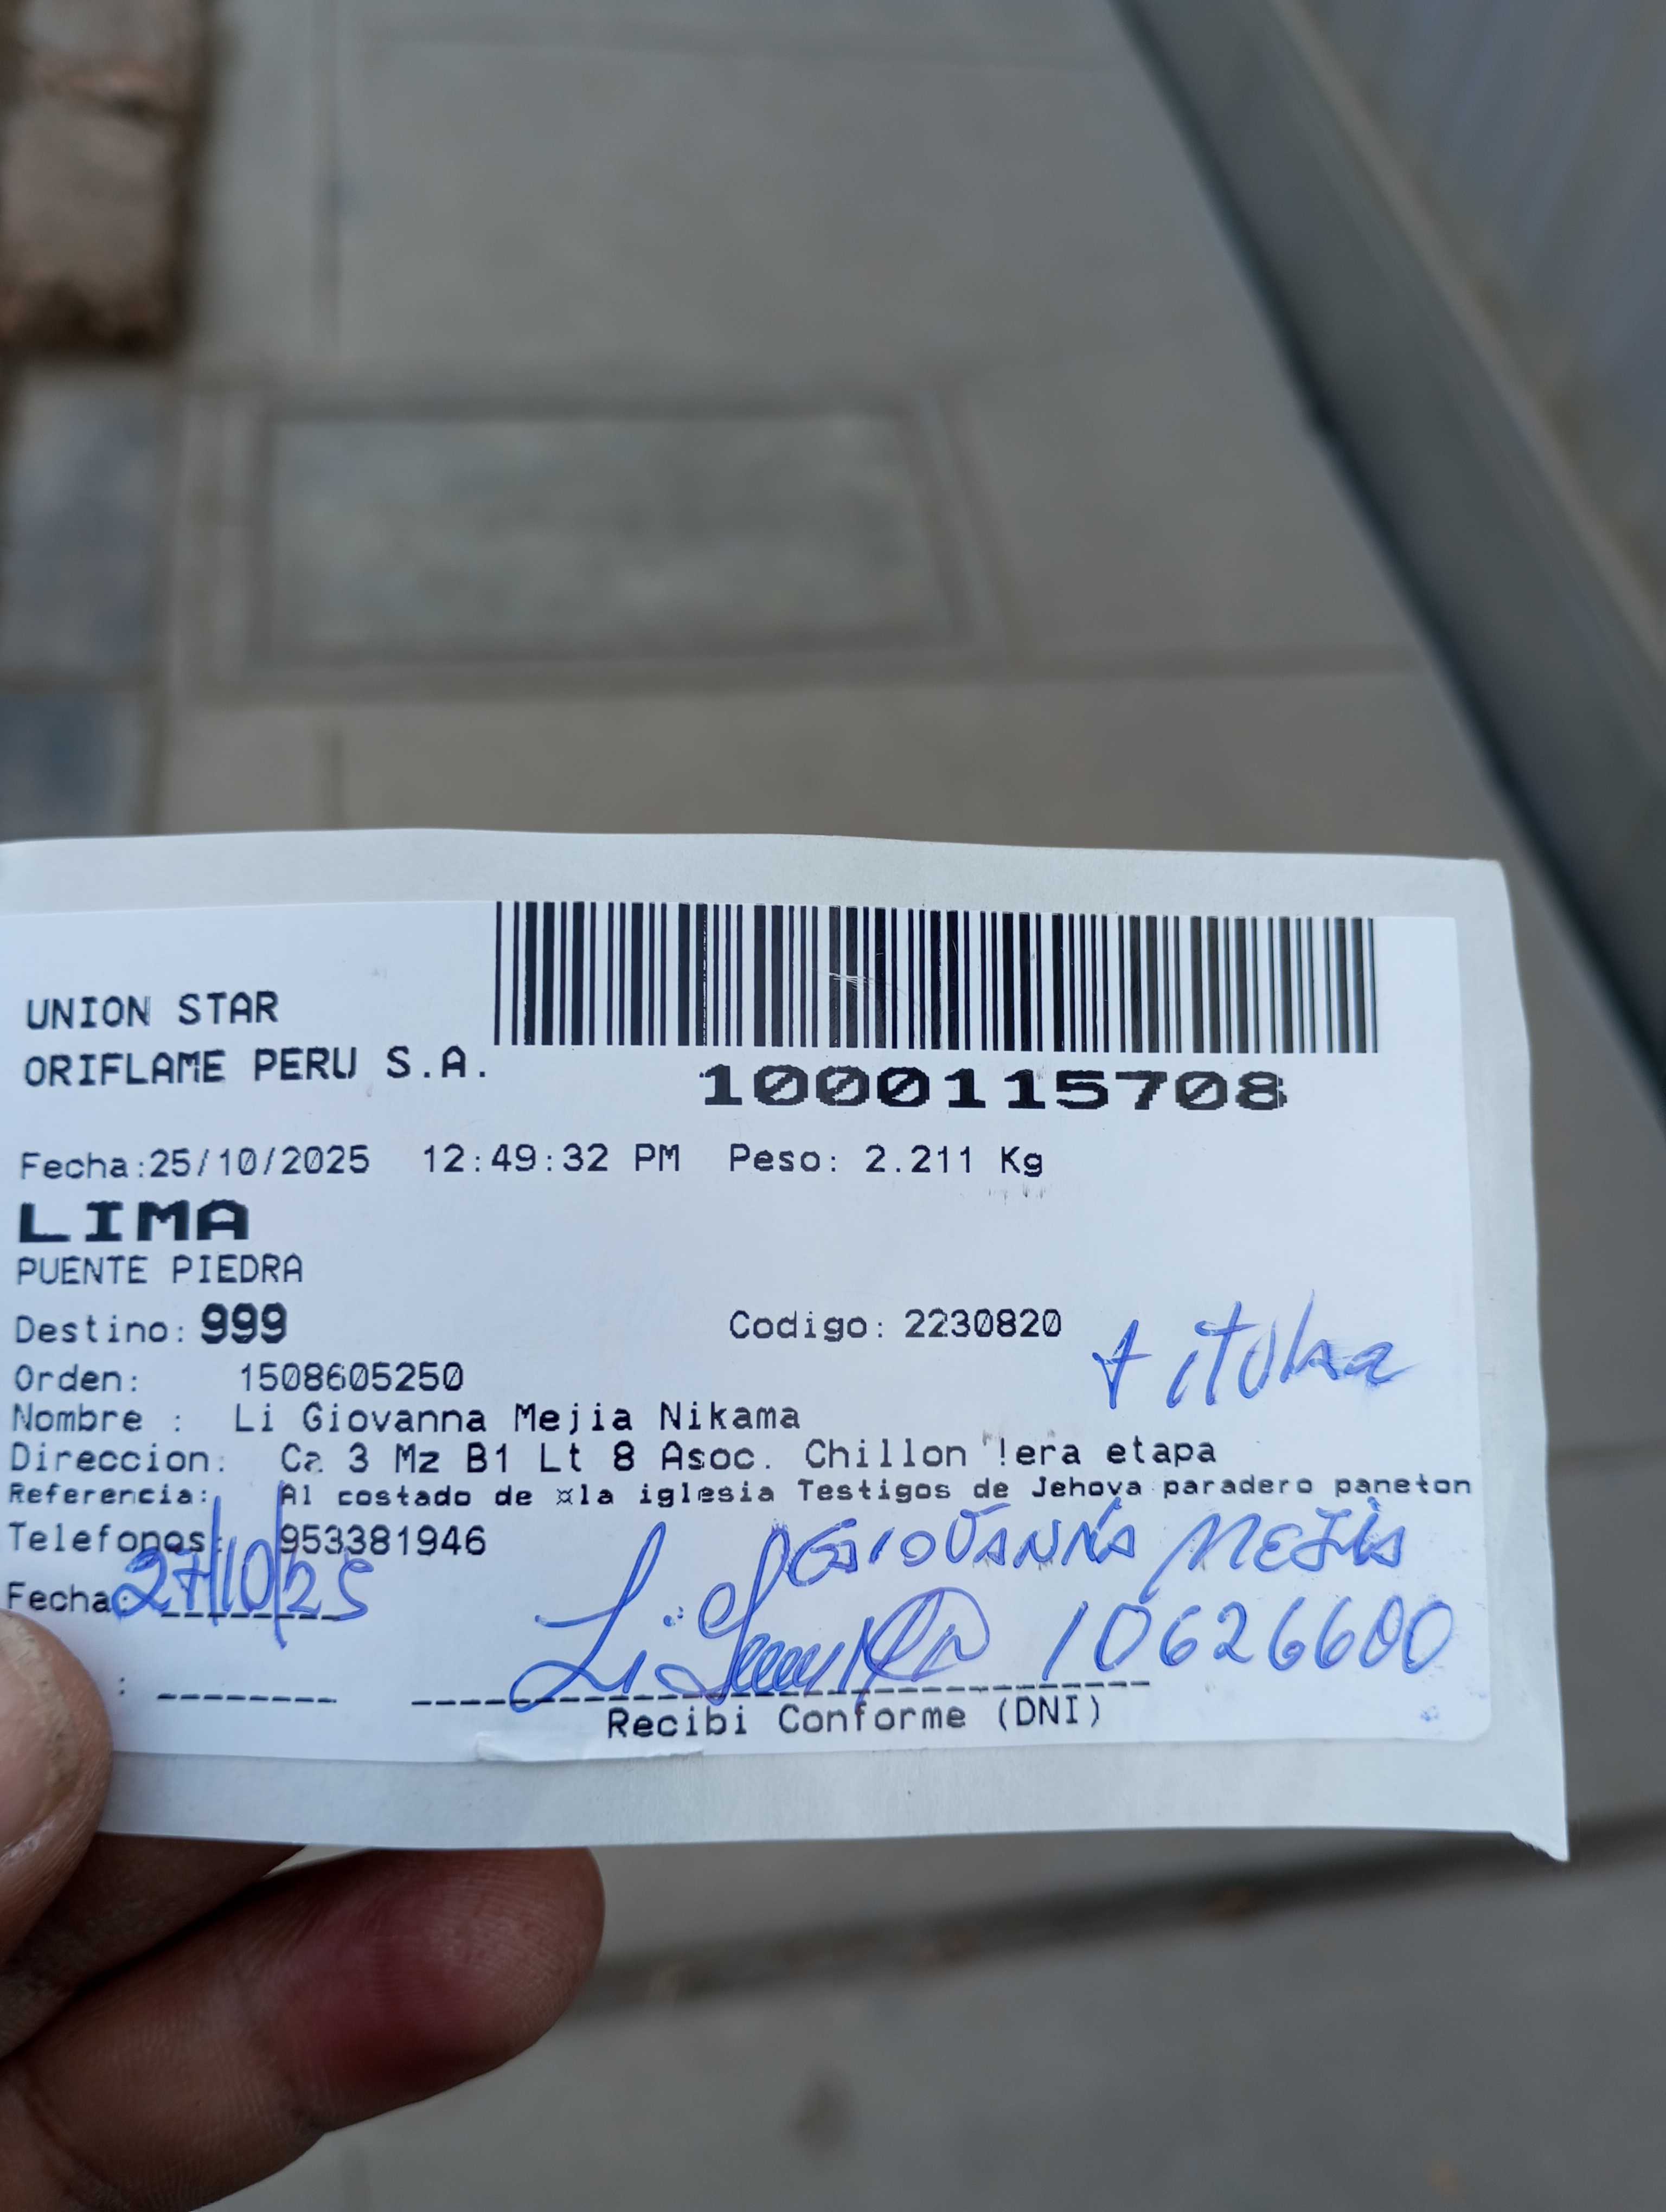 UNION STAR
ORIFLAME PERU S.A.
1000115708
Fecha:25/10/2025 12:49:32 PM Peso: 2.211 Kg
LIMA
PUENTE PIEDRA
Destino: 999 Codigo: 2230820
titular
Orden: 1508605250
Nombre : Li Giovanna Mejia Nikama
Direccion: Ca 3 Mz B1 Lt 8 Asoc. Chillon !era etapa
Referencia: Al costado de ¤la iglesia Testigos de Jehova paradero paneton
Telefonos: 953381946
GIOVANNA MEJIA
Fecha: 27/10/25
10626600
Recibi Conforme (DNI)